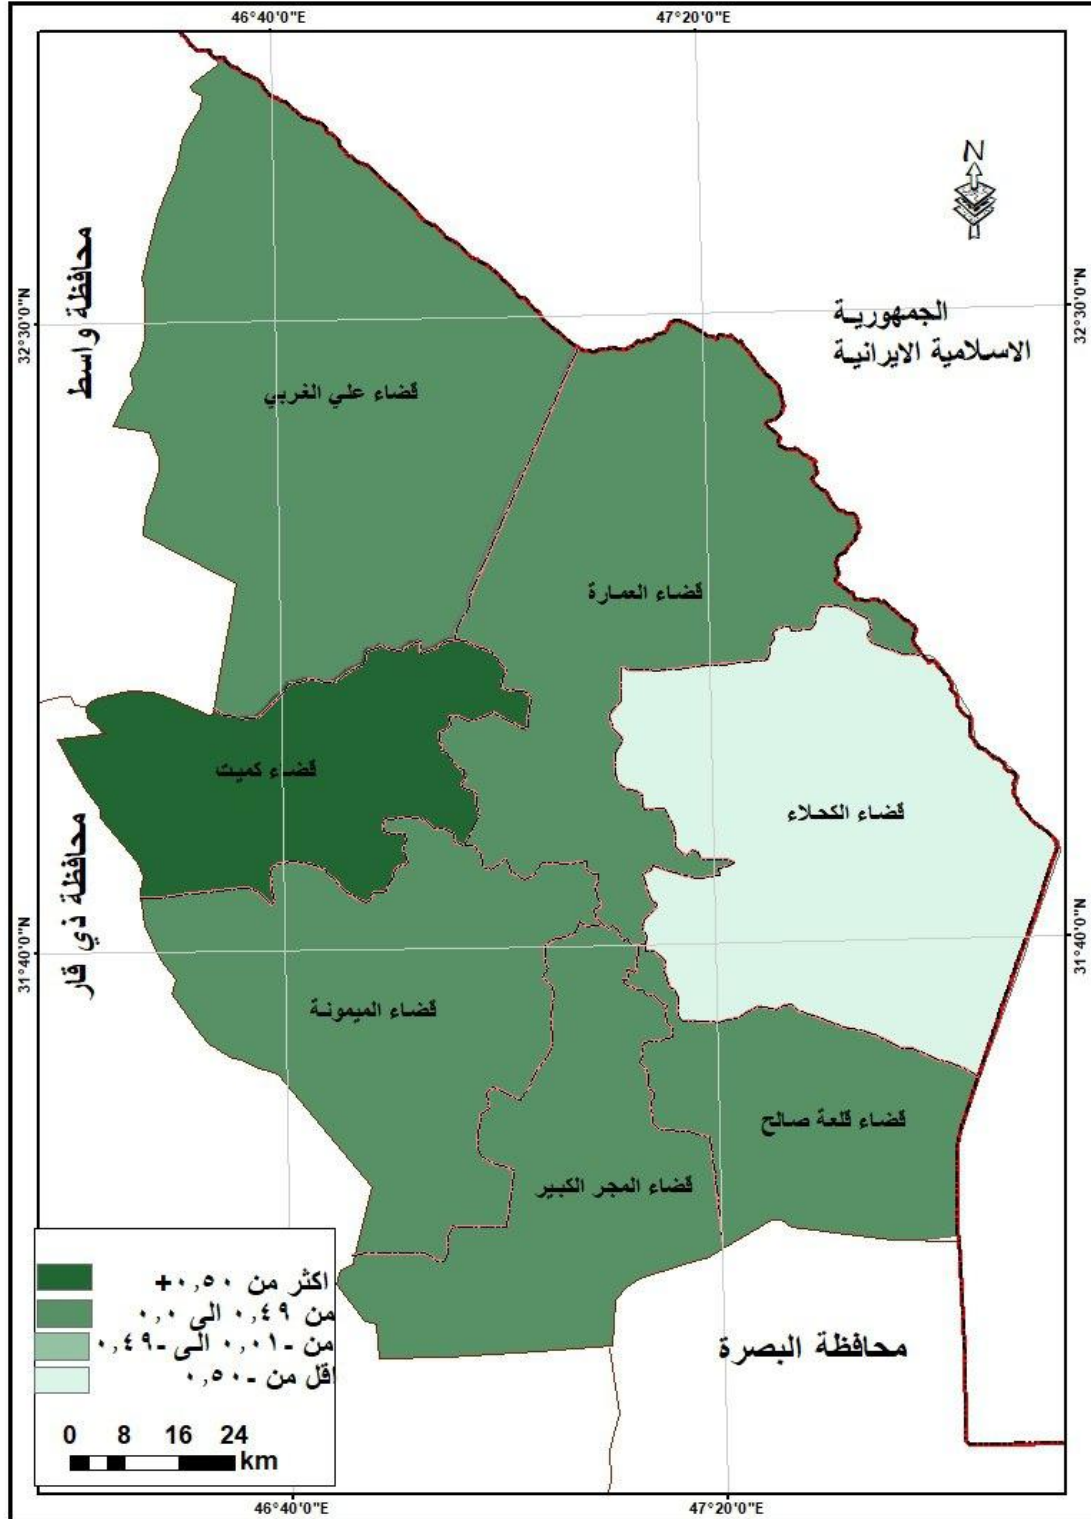 46°40'0"E
47°20'0"E
N
محافظة واسط
32°30'0"N
32°30'0"N
الجمهورية
الاسلامية الايرانية
قضاء علي الغربي
قضاء العمارة
قضاء كميت
قضاء الكحلاء
محافظة ذي قار
31°40'0"N
31°40'0"N
قضاء الميمونة
قضاء قلعة صالح
قضاء المجر الكبير
اكثر من ٠,٥٠+
من ٠,٤٩ الى ٠,٠
من -٠,٠١ الى -٠,٤٩
اقل من -٠,٥٠
محافظة البصرة
0 8 16 24
km
46°40'0"E
47°20'0"E